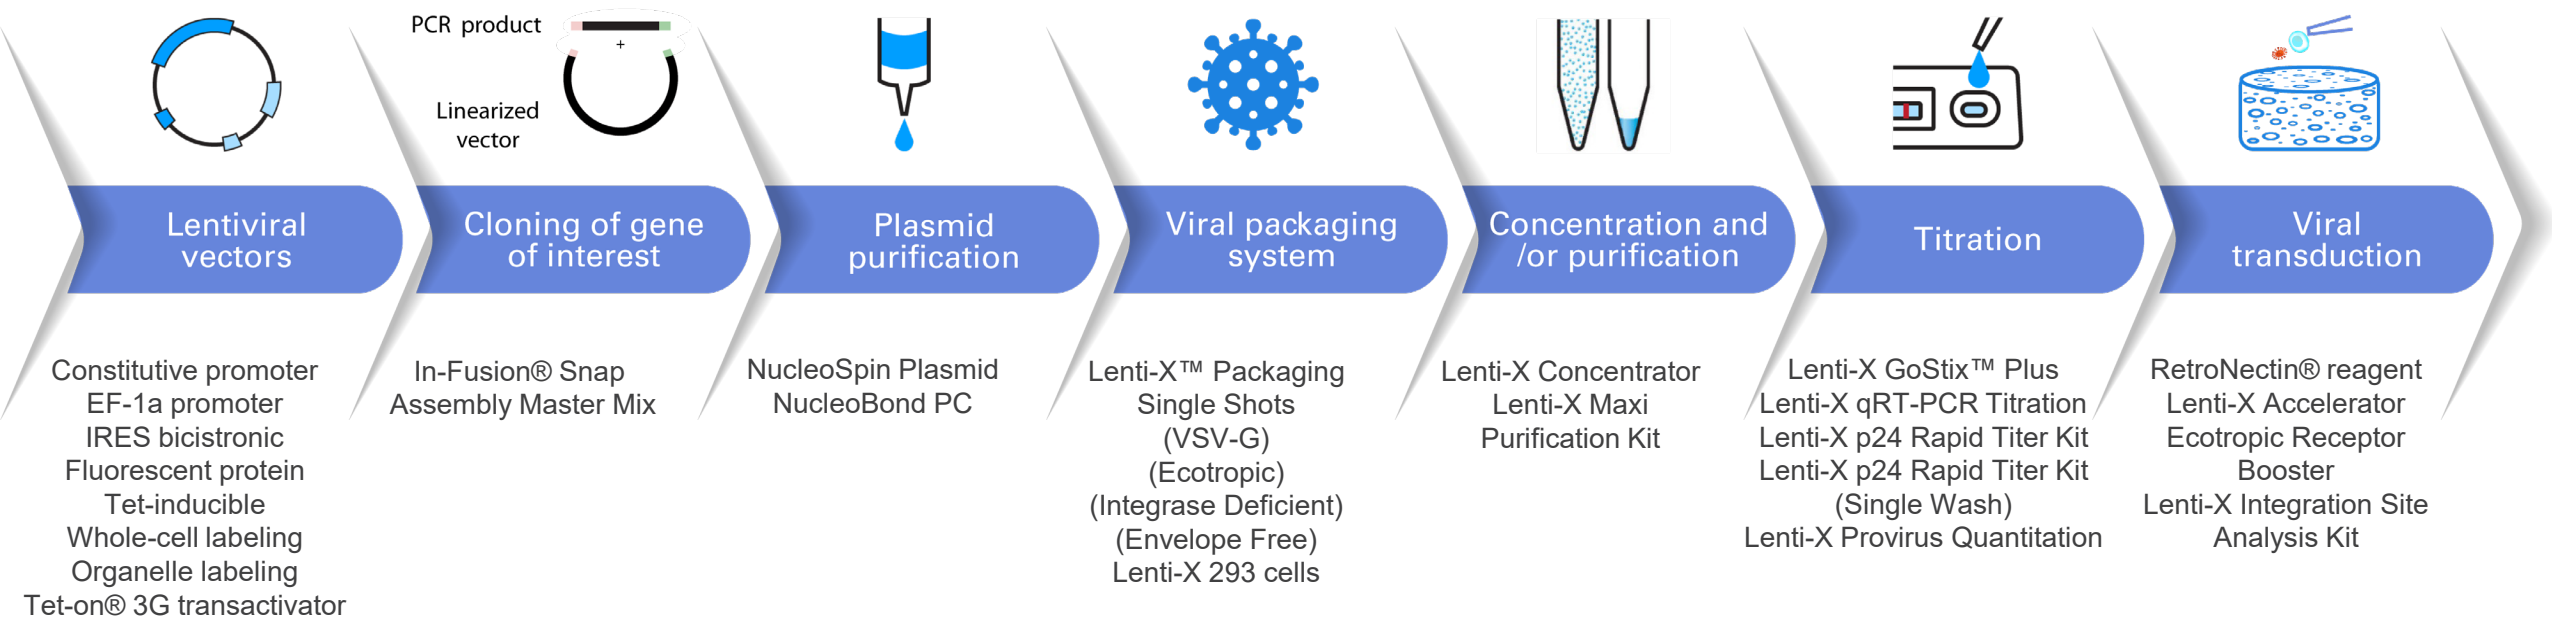 PCR product
+
Linearized
vector
Lentiviral
vectors
Cloning of gene
of interest
Plasmid
purification
Viral packaging
system
Concentration and
/or purification
Titration
Viral
transduction
Constitutive promoter
EF-1a promoter
IRES bicistronic
Fluorescent protein
Tet-inducible
Whole-cell labeling
Organelle labeling
Tet-on® 3G transactivator
In-Fusion® Snap
Assembly Master Mix
NucleoSpin Plasmid
NucleoBond PC
Lenti-X™ Packaging
Single Shots
(VSV-G)
(Ecotropic)
(Integrase Deficient)
(Envelope Free)
Lenti-X 293 cells
Lenti-X Concentrator
Lenti-X Maxi
Purification Kit
Lenti-X GoStix™ Plus
Lenti-X qRT-PCR Titration
Lenti-X p24 Rapid Titer Kit
Lenti-X p24 Rapid Titer Kit
(Single Wash)
Lenti-X Provirus Quantitation
RetroNectin® reagent
Lenti-X Accelerator
Ecotropic Receptor
Booster
Lenti-X Integration Site
Analysis Kit